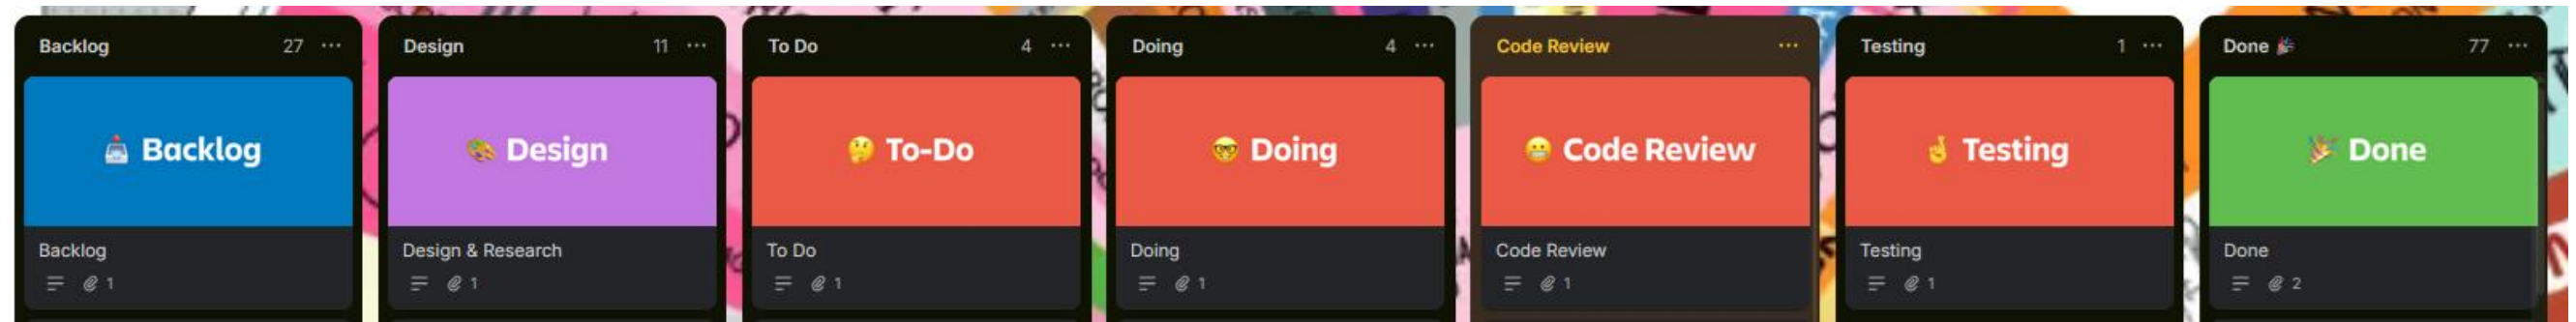 Backlog 27 ...
Design 11 ...
To Do 4 ...
Doing 4 ...
Code Review ...
Testing 1 ...
Done 🎉 77 ...
📥 Backlog
🎨 Design
🤔 To-Do
🤓 Doing
😬 Code Review
🤞 Testing
🎉 Done
Backlog
Design & Research
To Do
Doing
Code Review
Testing
Done
1
1
1
1
1
1
2